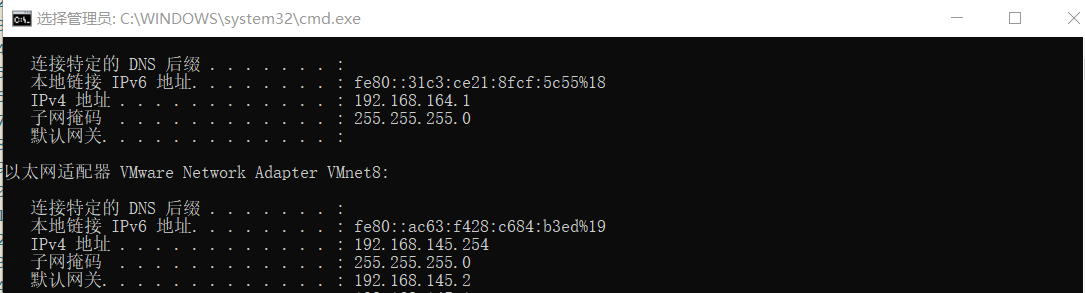 选择管理员: C:\WINDOWS\system32\cmd.exe
连接特定的 DNS 后缀 . . . . . . . :
本地链接 IPv6 地址. . . . . . . . : fe80::31c3:ce21:8fcf:5c55%18
IPv4 地址 . . . . . . . . . . . . : 192.168.164.1
子网掩码  . . . . . . . . . . . . : 255.255.255.0
默认网关. . . . . . . . . . . . . :
以太网适配器 VMware Network Adapter VMnet8:
连接特定的 DNS 后缀 . . . . . . . :
本地链接 IPv6 地址. . . . . . . . : fe80::ac63:f428:c684:b3ed%19
IPv4 地址 . . . . . . . . . . . . : 192.168.145.254
子网掩码  . . . . . . . . . . . . : 255.255.255.0
默认网关. . . . . . . . . . . . . : 192.168.145.2